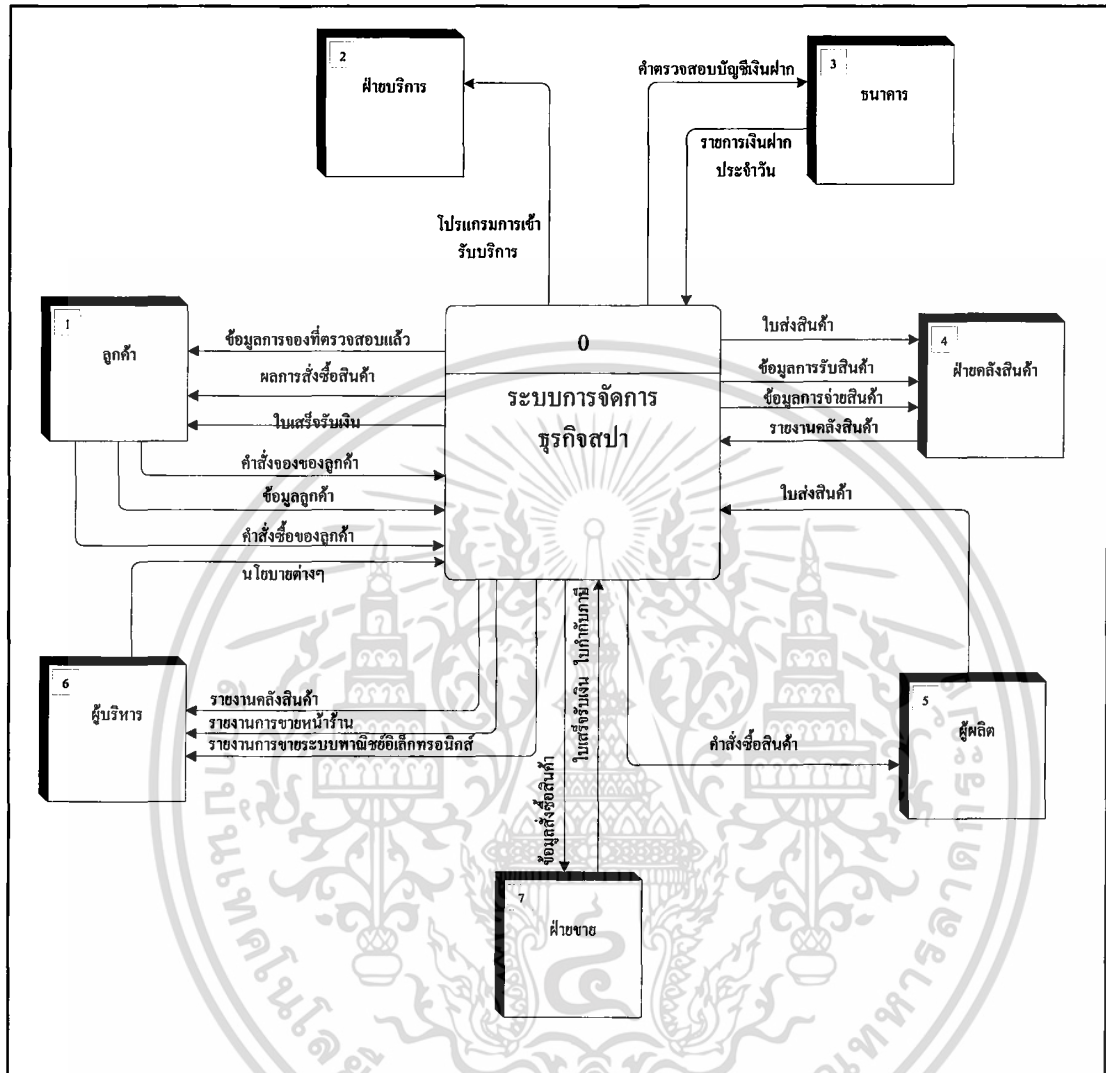 2
ฝ่ายบริการ
คำตรวจสอบบัญชีเงินฝาก
3
ธนาคาร
รายการเงินฝาก
ประจำวัน
โปรแกรมการเข้า
รับบริการ
1
ลูกค้า
ข้อมูลการจองที่ตรวจสอบแล้ว
ผลการสั่งซื้อสินค้า
ใบเสร็จรับเงิน
คำสั่งจองของลูกค้า
ข้อมูลลูกค้า
คำสั่งซื้อของลูกค้า
นโยบายต่างๆ
0
ระบบการจัดการ
ธุรกิจสปา
ใบส่งสินค้า
ข้อมูลการรับสินค้า
ข้อมูลการจ่ายสินค้า
รายงานคลังสินค้า
4
ฝ่ายคลังสินค้า
ใบส่งสินค้า
6
ผู้บริหาร
รายงานคลังสินค้า
รายงานการขายหน้าร้าน
รายงานการขายระบบพาณิชย์อิเล็กทรอนิกส์
ข้อมูลสั่งซื้อสินค้า
ใบเสร็จรับเงิน ใบกำกับภาษี
คำสั่งซื้อสินค้า
5
ผู้ผลิต
7
ฝ่ายขาย